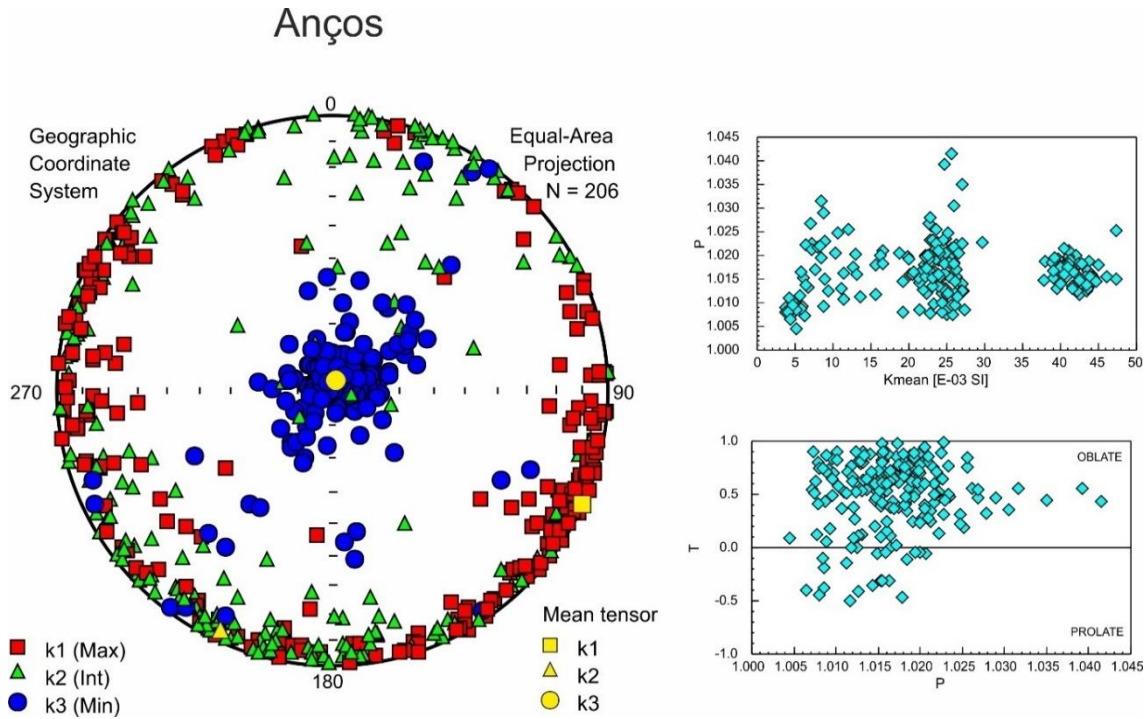 Anços
Geographic
Coordinate
System
Equal-Area
Projection
N = 206
0
90
180
270
k1 (Max)
k2 (Int)
k3 (Min)
Mean tensor
k1
k2
k3
1.045
1.040
1.035
1.030
1.025
1.020
1.015
1.010
1.005
1.000
P
0 5 10 15 20 25 30 35 40 45 50
Kmean [E-03 SI]
1.0
0.5
0.0
-0.5
-1.0
T
OBLATE
PROLATE
1.000 1.005 1.010 1.015 1.020 1.025 1.030 1.035 1.040 1.045
P